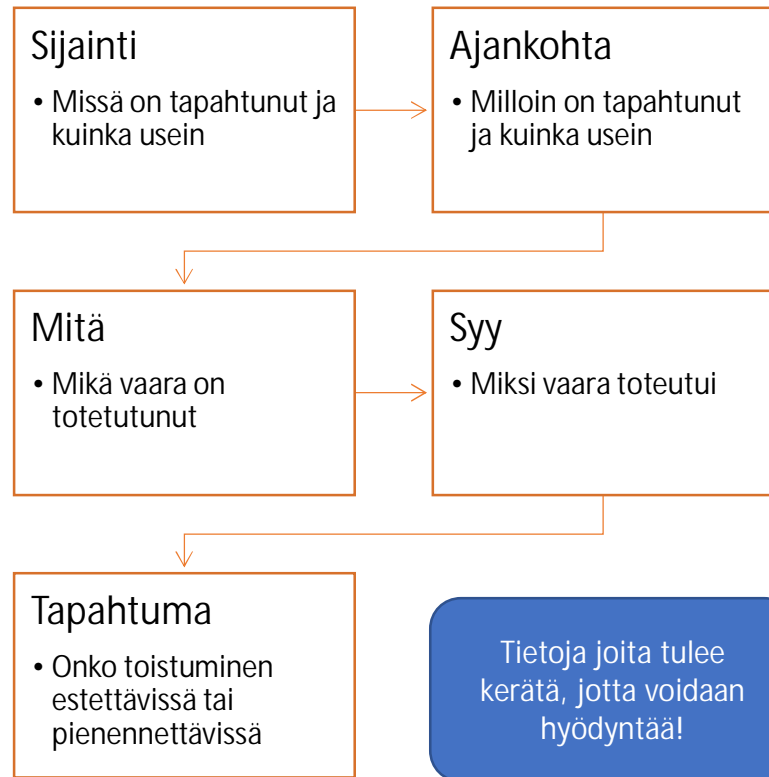 Sijainti
• Missä on tapahtunut ja
kuinka usein
Ajankohta
• Milloin on tapahtunut
ja kuinka usein
Mitä
• Mikä vaara on
totetutunut
Syy
• Miksi vaara toteutui
Tapahtuma
• Onko toistuminen
estettävissä tai
pienennettävissä
Tietoja joita tulee
kerätä, jotta voidaan
hyödyntää!